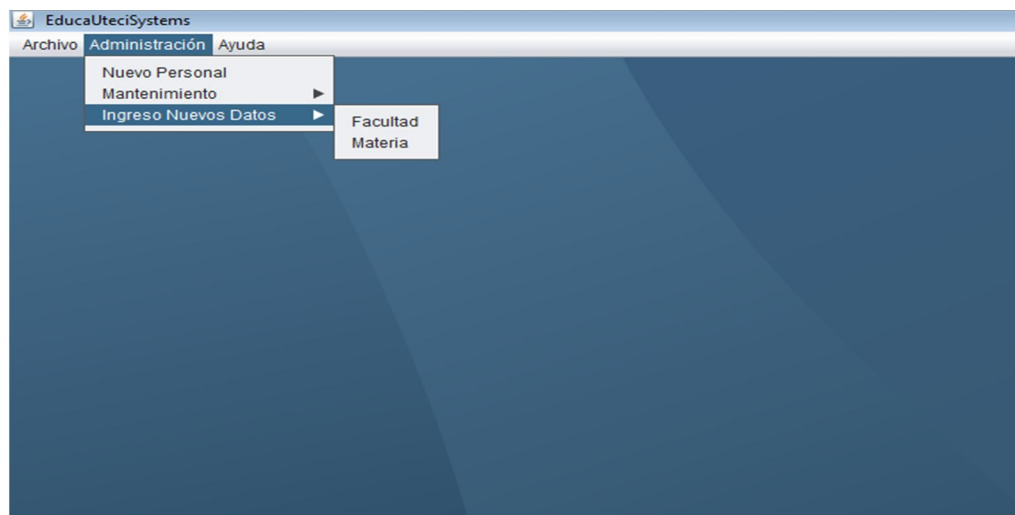 EducaUteciSystems
Archivo Administración Ayuda
Nuevo Personal
Mantenimiento
Ingreso Nuevos Datos
Facultad
Materia